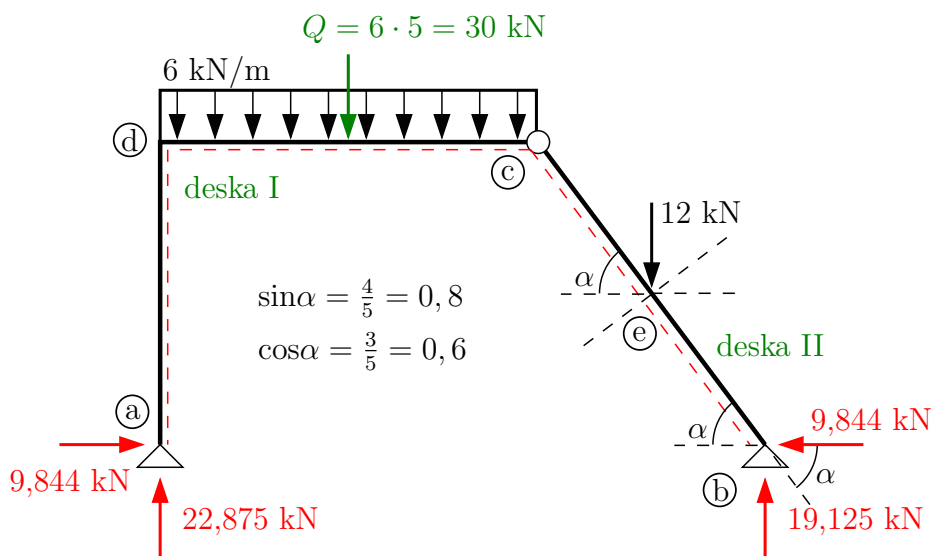 Q = 6 · 5 = 30 kN
6 kN/m
d
c
deska I
12 kN
α
sinα = 4/5 = 0, 8
e
cosα = 3/5 = 0, 6
deska II
a
α
9,844 kN
9,844 kN
b
α
22,875 kN
19,125 kN